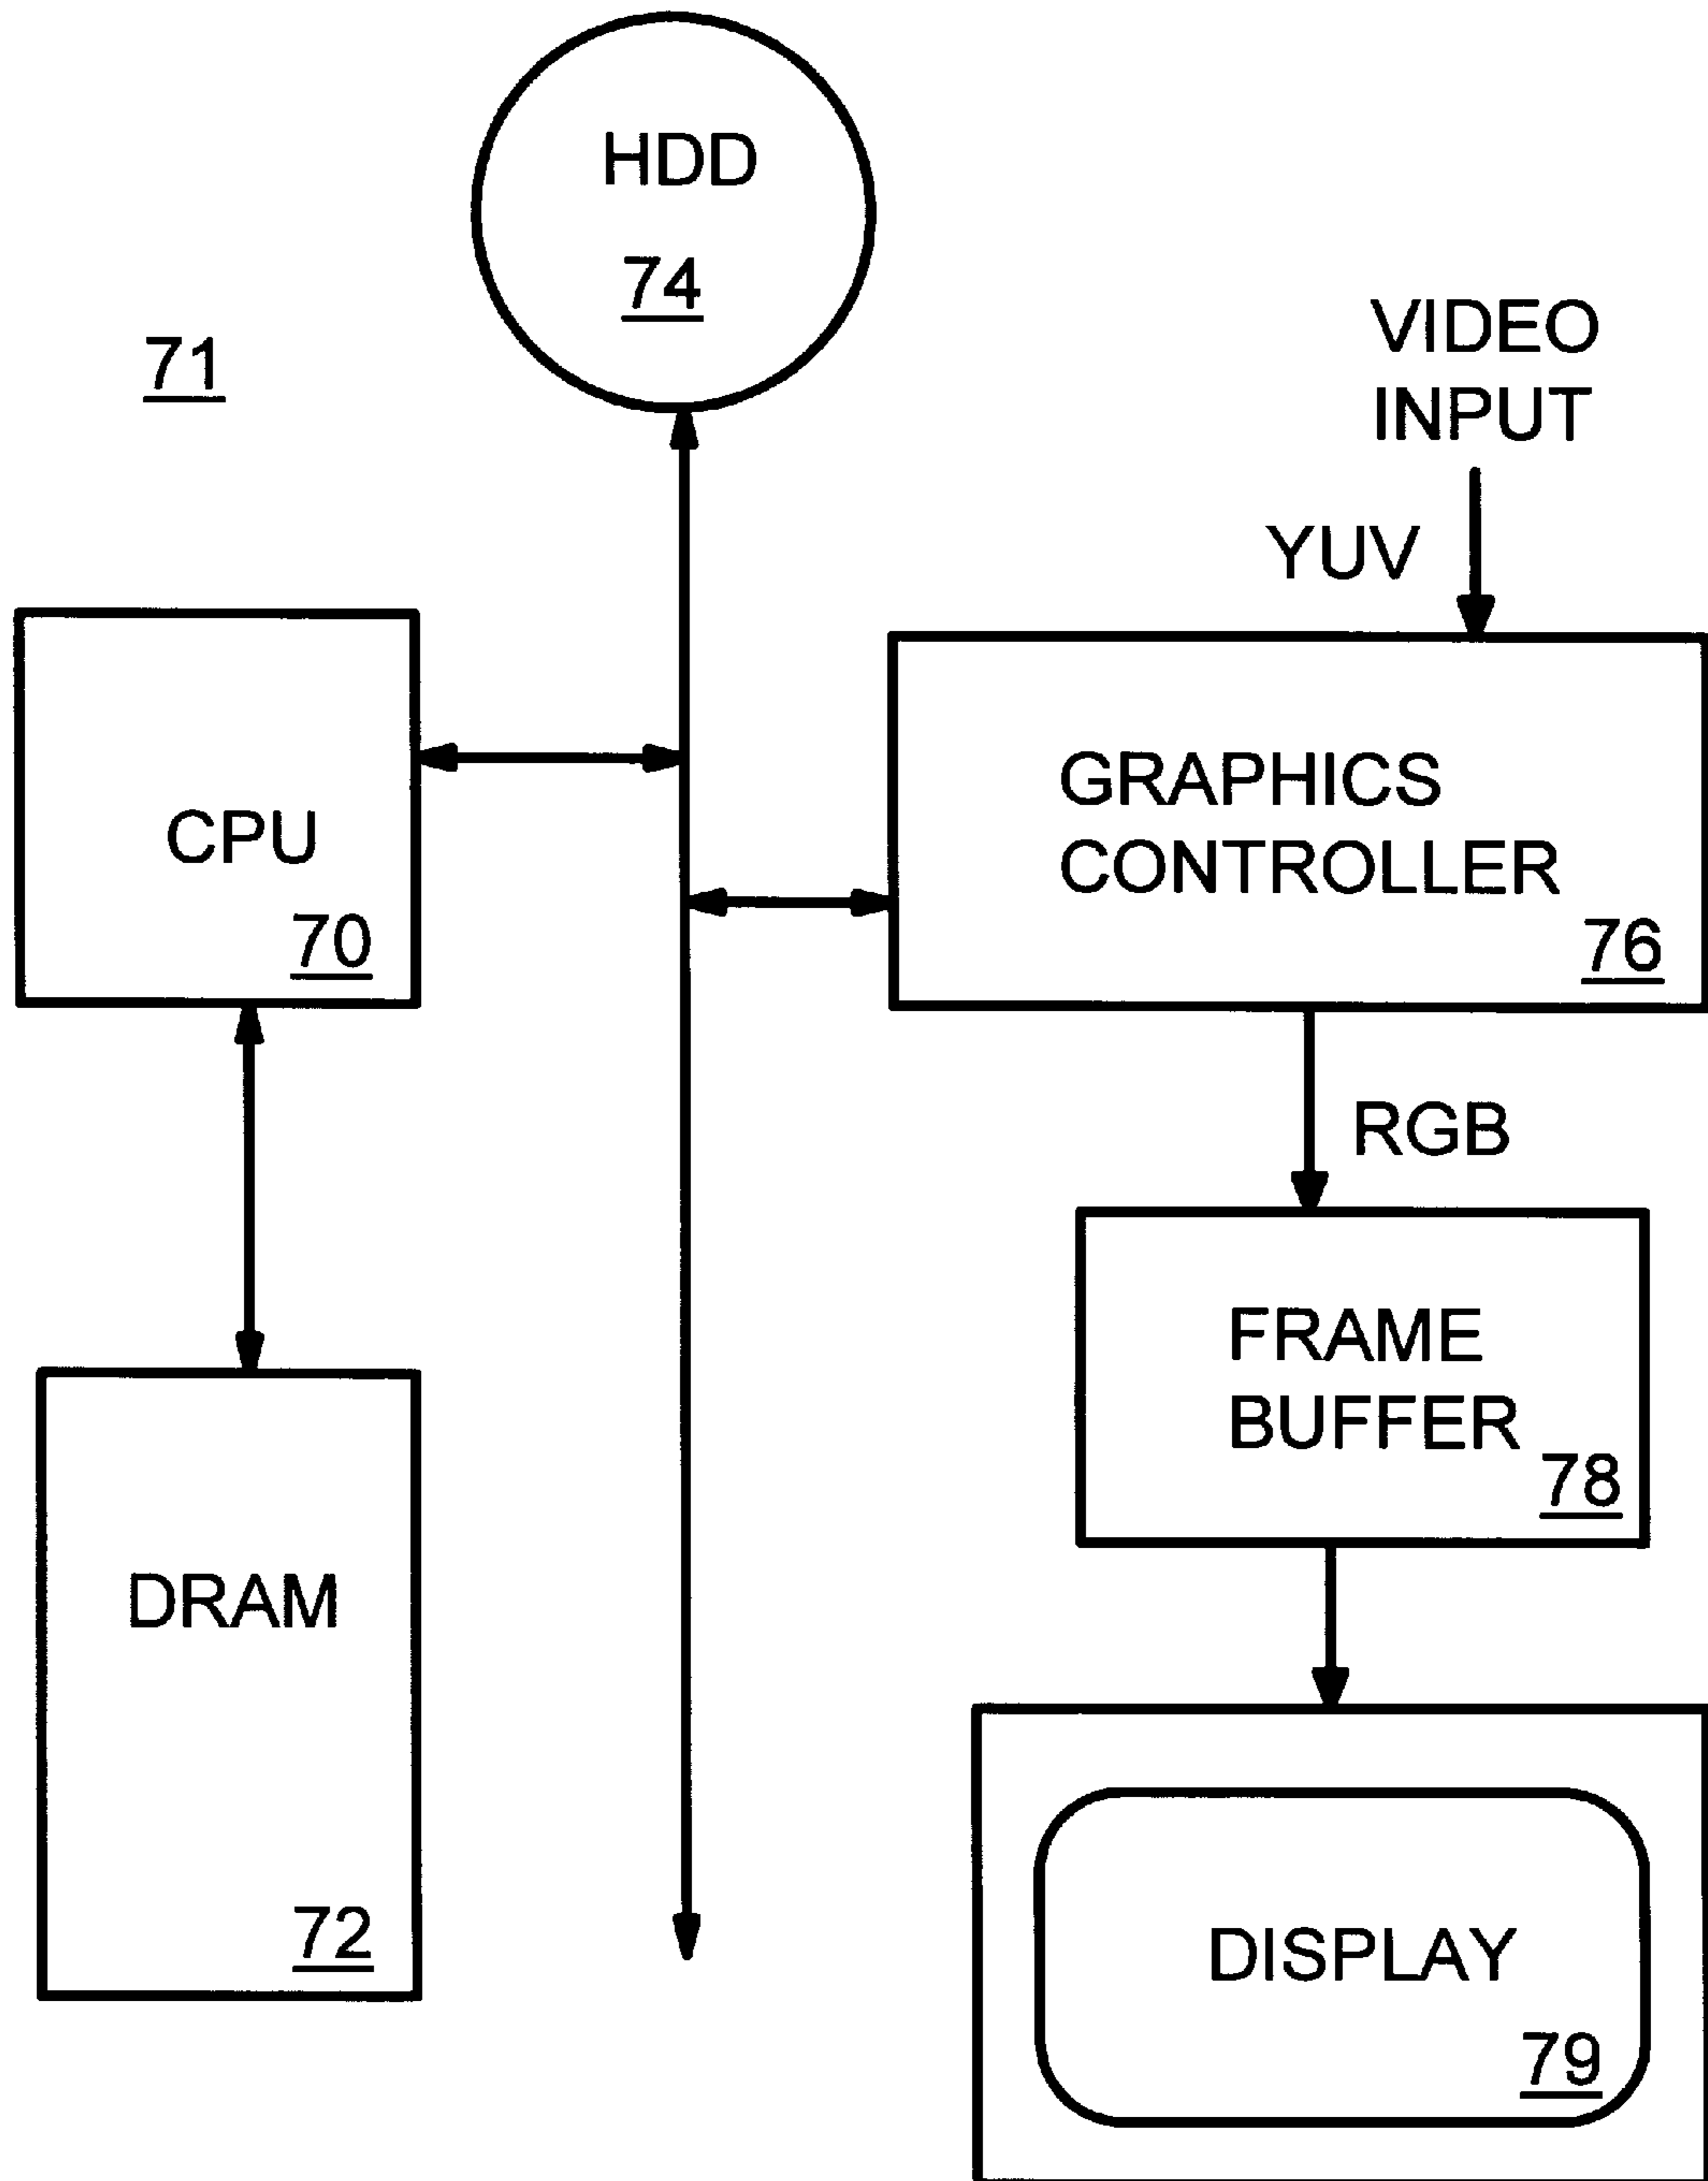 HDD
74
71
VIDEO
INPUT
YUV
CPU
70
GRAPHICS
CONTROLLER
76
RGB
FRAME
BUFFER
78
DRAM
72
DISPLAY
79